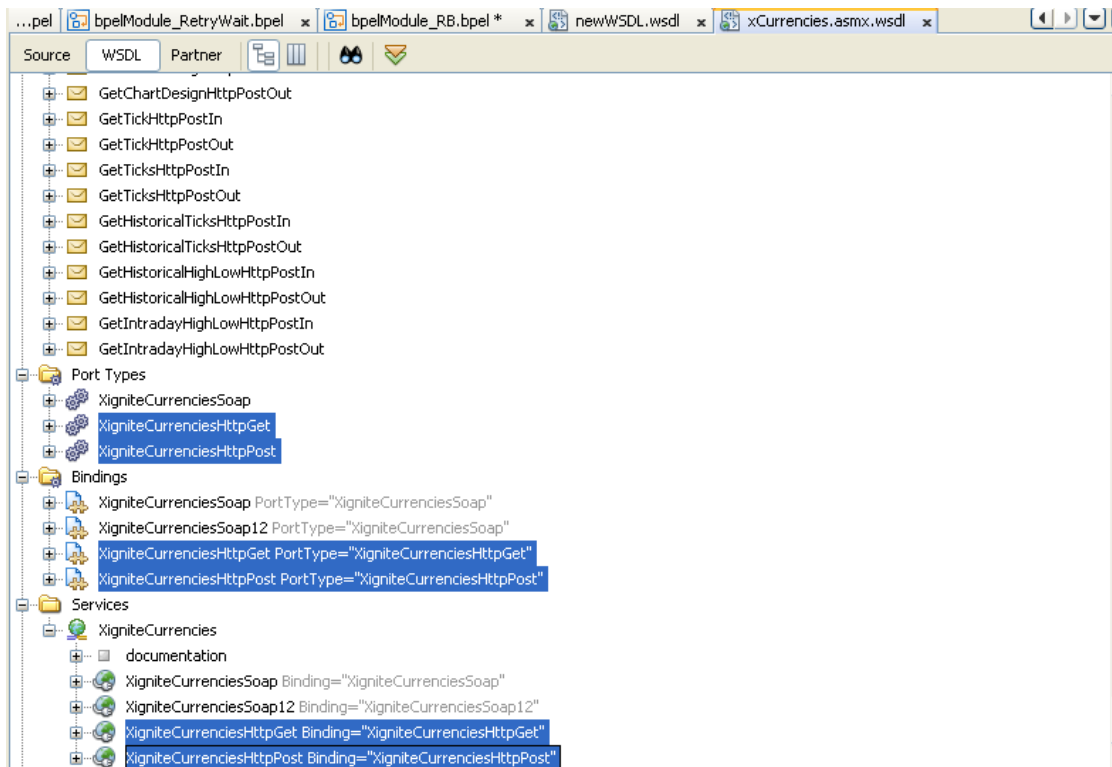 ...pel bpelModule_RetryWait.bpel x bpelModule_RB.bpel * x newWSDL.wsdl x xCurrencies.asmx.wsdl x
Source WSDL Partner
GetChartDesignHttpPostOut
GetTickHttpPostIn
GetTickHttpPostOut
GetTicksHttpPostIn
GetTicksHttpPostOut
GetHistoricalTicksHttpPostIn
GetHistoricalTicksHttpPostOut
GetHistoricalHighLowHttpPostIn
GetHistoricalHighLowHttpPostOut
GetIntradayHighLowHttpPostIn
GetIntradayHighLowHttpPostOut
Port Types
XigniteCurrenciesSoap
XigniteCurrenciesHttpGet
XigniteCurrenciesHttpPost
Bindings
XigniteCurrenciesSoap PortType="XigniteCurrenciesSoap"
XigniteCurrenciesSoap12 PortType="XigniteCurrenciesSoap"
XigniteCurrenciesHttpGet PortType="XigniteCurrenciesHttpGet"
XigniteCurrenciesHttpPost PortType="XigniteCurrenciesHttpPost"
Services
XigniteCurrencies
documentation
XigniteCurrenciesSoap Binding="XigniteCurrenciesSoap"
XigniteCurrenciesSoap12 Binding="XigniteCurrenciesSoap12"
XigniteCurrenciesHttpGet Binding="XigniteCurrenciesHttpGet"
XigniteCurrenciesHttpPost Binding="XigniteCurrenciesHttpPost"